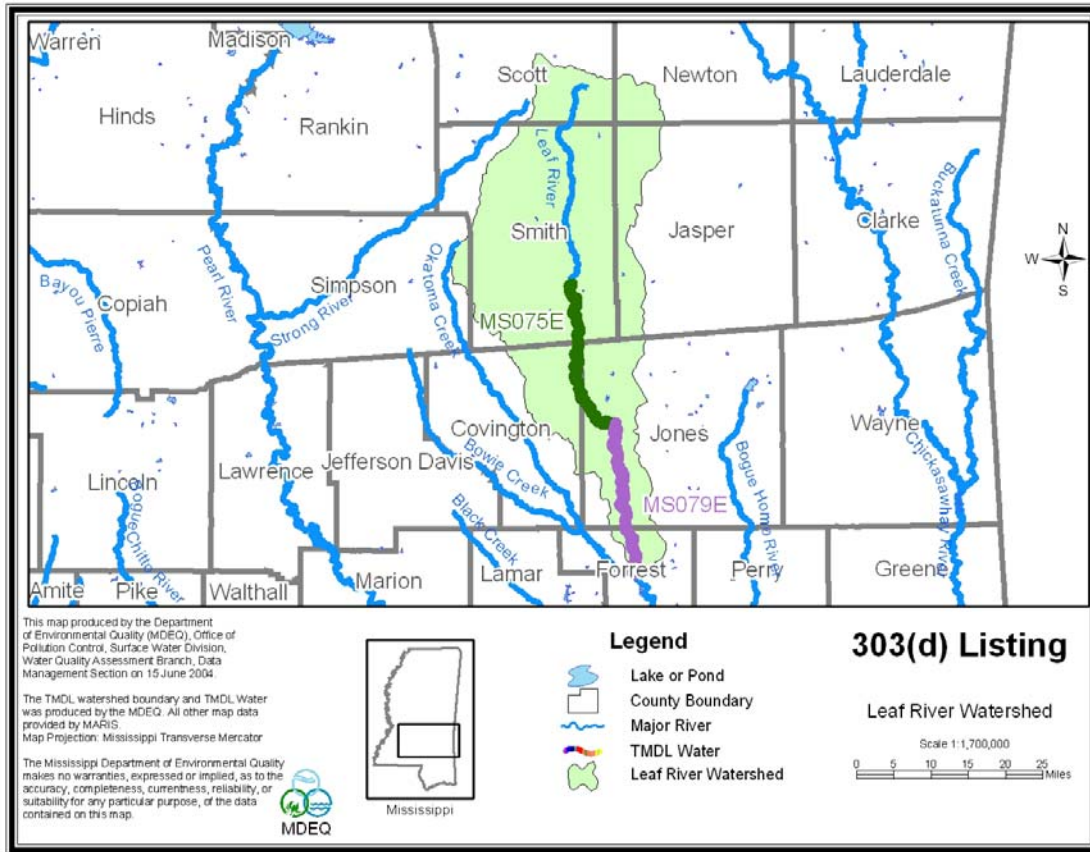 Warren
Madison
Scott
Newton
Lauderdale
Hinds
Rankin
Leaf River
Smith
Jasper
Clarke
Buckatunna Creek
N
W
S
Pearl River
Okatoma Creek
Simpson
Copiah
Bayou Pierre
Strong River
MS075E
Covington
Jones
Wayne
Lincoln
Lawrence
Jefferson Davis
Bowie Creek
Chickasawhay River
Bogue Chitto River
Black Creek
MS079E
Bogue Homo River
Amite
Pike
Walthall
Marion
Lamar
Forrest
Perry
Greene
This map produced by the Department
of Environmental Quality (MDEQ), Office of
Pollution Control, Surface Water Division,
Water Quality Assessment Branch, Data
Management Section on 15 June 2004.
The TMDL watershed boundary and TMDL Water
was produced by the MDEQ. All other map data
provided by MARIS.
Map Projection: Mississippi Transverse Mercator
The Mississippi Department of Environmental Quality
makes no warranties, expressed or implied, as to the
accuracy, completeness, currentness, reliability, or
suitability for any particular purpose, of the data
contained on this map.
MDEQ
Mississippi
Legend
Lake or Pond
County Boundary
Major River
TMDL Water
Leaf River Watershed
303(d) Listing
Leaf River Watershed
Scale 1:1,700,000
0 5 10 15 20 25
Miles